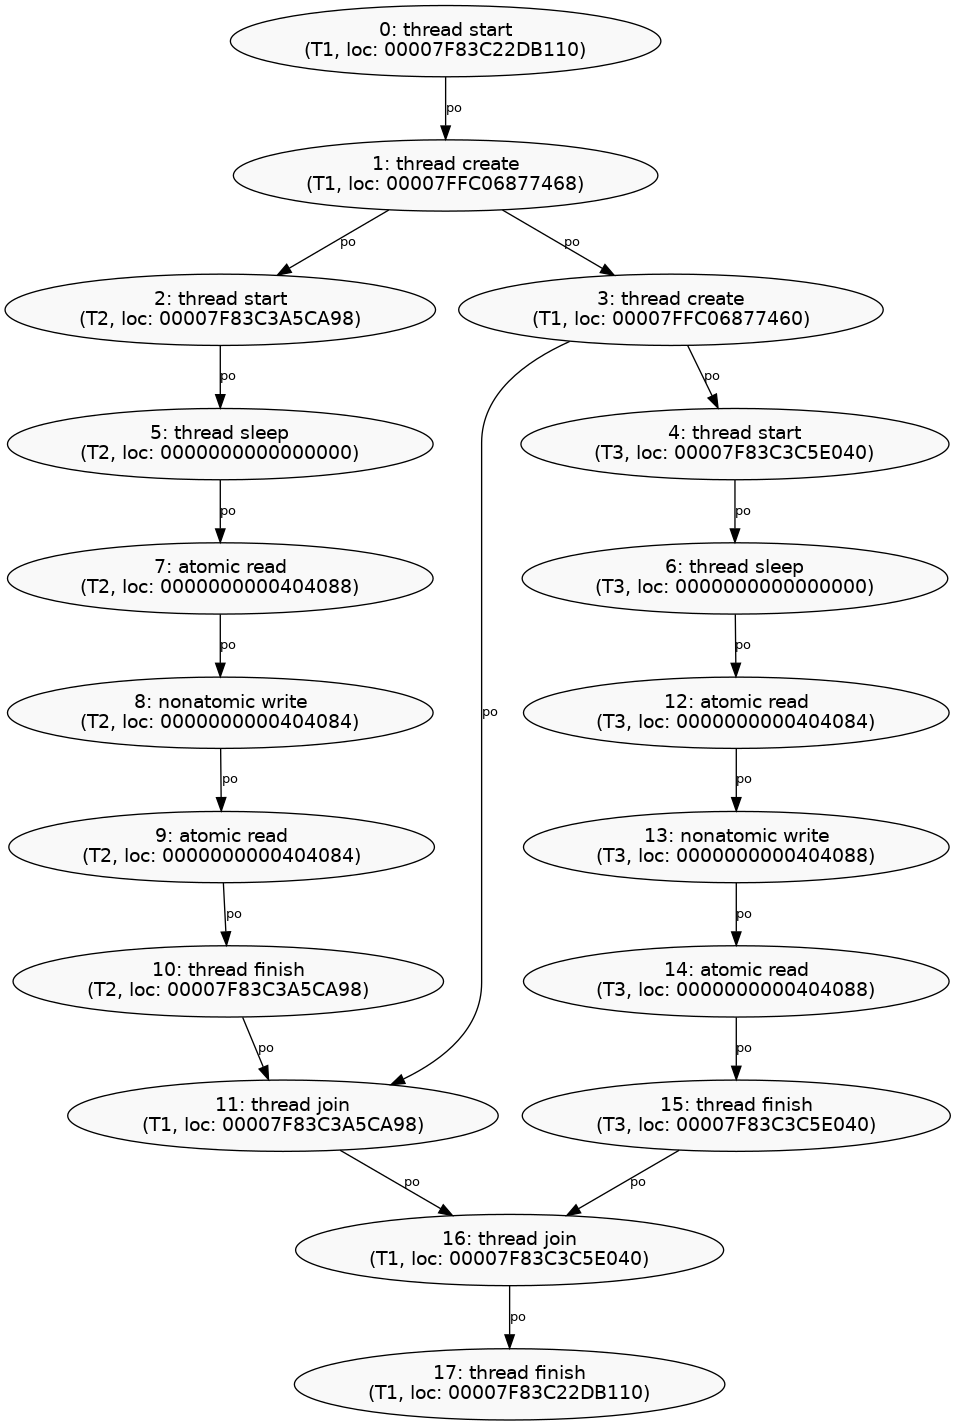 0: thread start
(T1, loc: 00007F83C22DB110)
po
1: thread create
(T1, loc: 00007FFC06877468)
po
po
2: thread start
(T2, loc: 00007F83C3A5CA98)
3: thread create
(T1, loc: 00007FFC06877460)
po
po
5: thread sleep
(T2, loc: 0000000000000000)
4: thread start
(T3, loc: 00007F83C3C5E040)
po
po
7: atomic read
(T2, loc: 0000000000404088)
6: thread sleep
(T3, loc: 0000000000000000)
po
po
8: nonatomic write
(T2, loc: 0000000000404084)
po
12: atomic read
(T3, loc: 0000000000404084)
po
po
9: atomic read
(T2, loc: 0000000000404084)
13: nonatomic write
(T3, loc: 0000000000404088)
po
po
10: thread finish
(T2, loc: 00007F83C3A5CA98)
14: atomic read
(T3, loc: 0000000000404088)
po
po
11: thread join
(T1, loc: 00007F83C3A5CA98)
15: thread finish
(T3, loc: 00007F83C3C5E040)
po
po
16: thread join
(T1, loc: 00007F83C3C5E040)
po
17: thread finish
(T1, loc: 00007F83C22DB110)